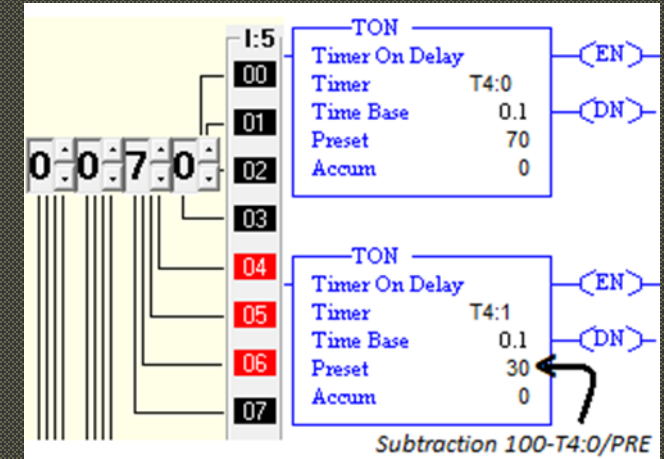 I:5
00
01
02
03
04
05
06
07
0 0 7 0
TON
Timer On Delay
Timer T4:0
Time Base 0.1
Preset 70
Accum 0
(EN)
(DN)
TON
Timer On Delay
Timer T4:1
Time Base 0.1
Preset 30
Accum 0
(EN)
(DN)
Subtraction 100-T4:0/PRE